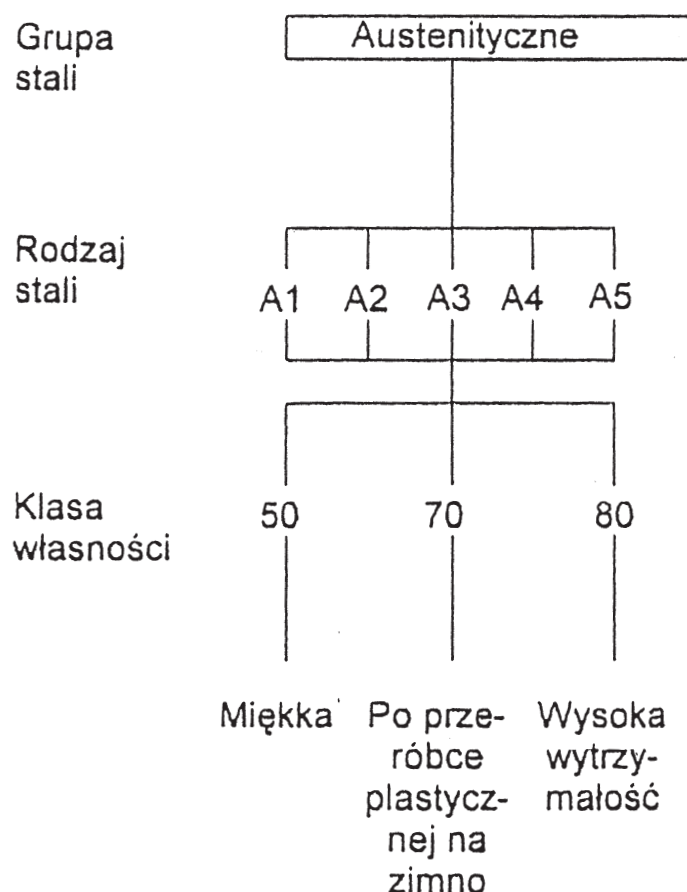 Grupa
stali
Austenityczne
Rodzaj
stali
A1 A2 A3 A4 A5
Klasa
własności
50 70 80
Miękka
Po prze-
róbce
plastycz-
nej na
zimno
Wysoka
wytrzy-
małość